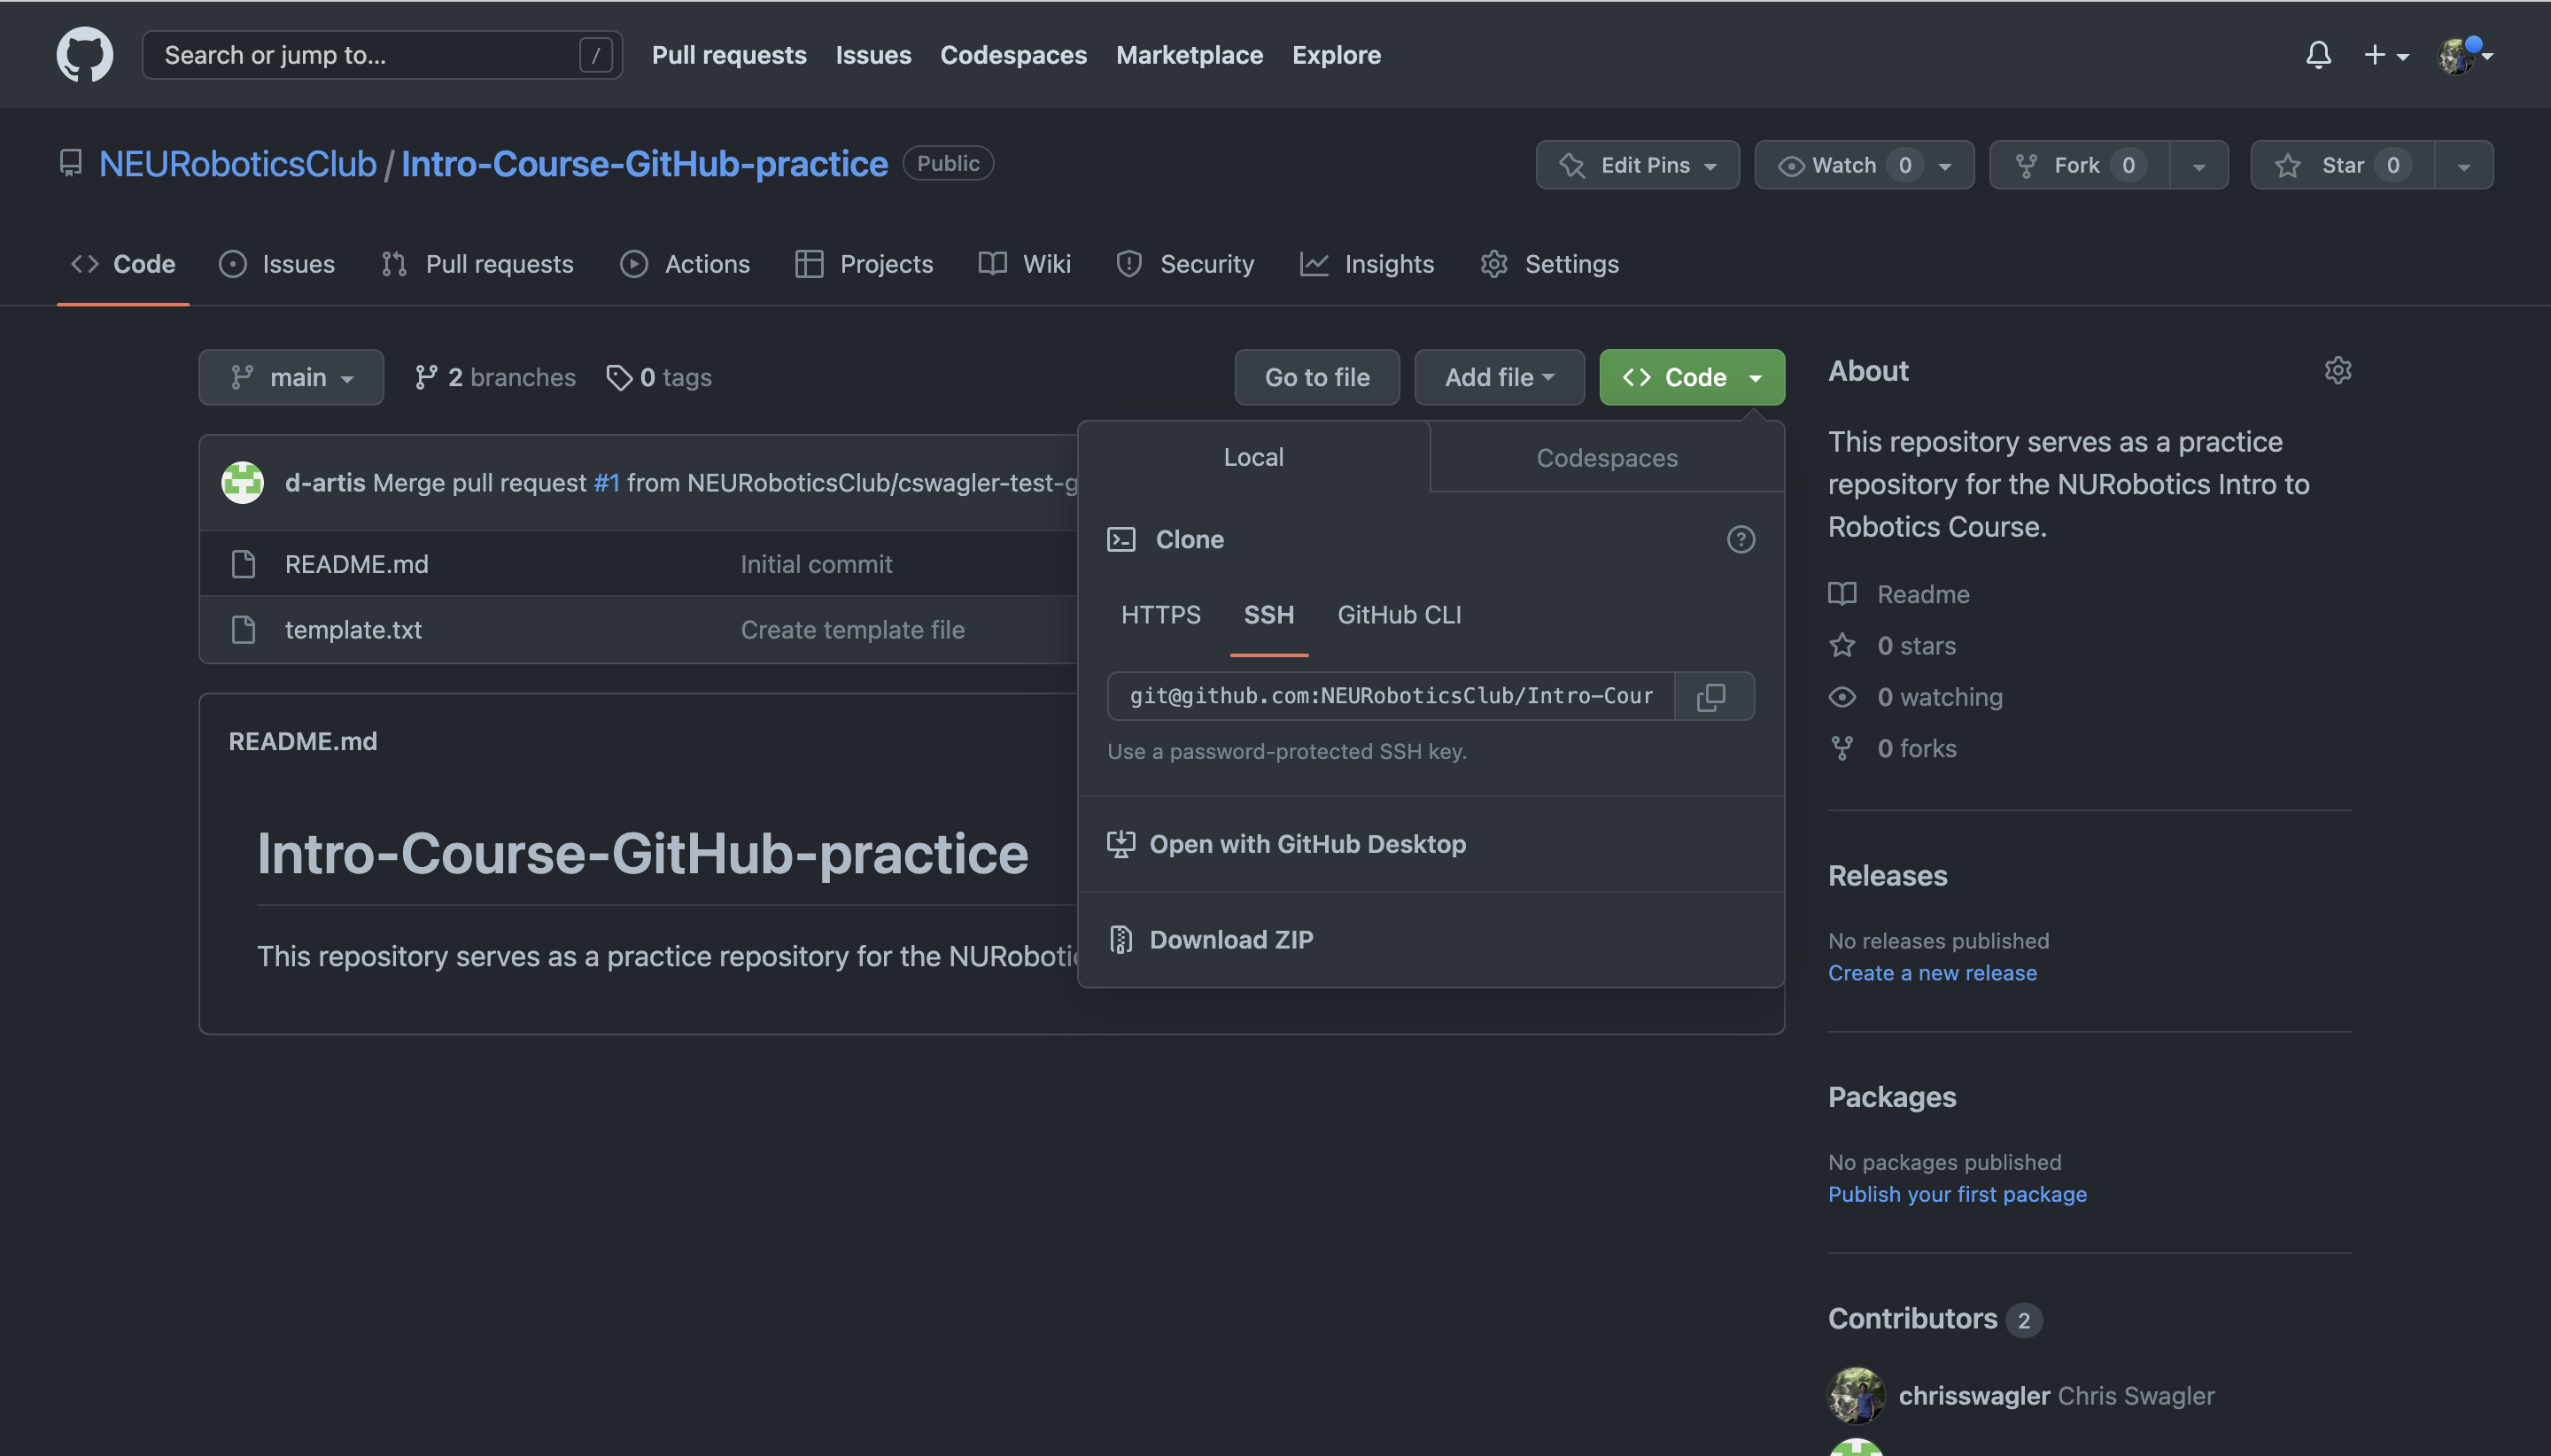 Search or jump to... /
Pull requests Issues Codespaces Marketplace Explore
NEURoboticsClub / Intro-Course-GitHub-practice Public
Edit Pins Watch 0 Fork 0 Star 0
Code Issues Pull requests Actions Projects Wiki Security Insights Settings
main 2 branches 0 tags
Go to file Add file Code
d-artis Merge pull request #1 from NEURoboticsClub/cswagler-test-g
README.md Initial commit
template.txt Create template file
README.md
Intro-Course-GitHub-practice
This repository serves as a practice repository for the NURobotic
Local Codespaces
Clone
HTTPS SSH GitHub CLI
git@github.com:NEURoboticsClub/Intro-Cour
Use a password-protected SSH key.
Open with GitHub Desktop
Download ZIP
About
This repository serves as a practice
repository for the NURobotics Intro to
Robotics Course.
Readme
0 stars
0 watching
0 forks
Releases
No releases published
Create a new release
Packages
No packages published
Publish your first package
Contributors 2
chrisswagler Chris Swagler